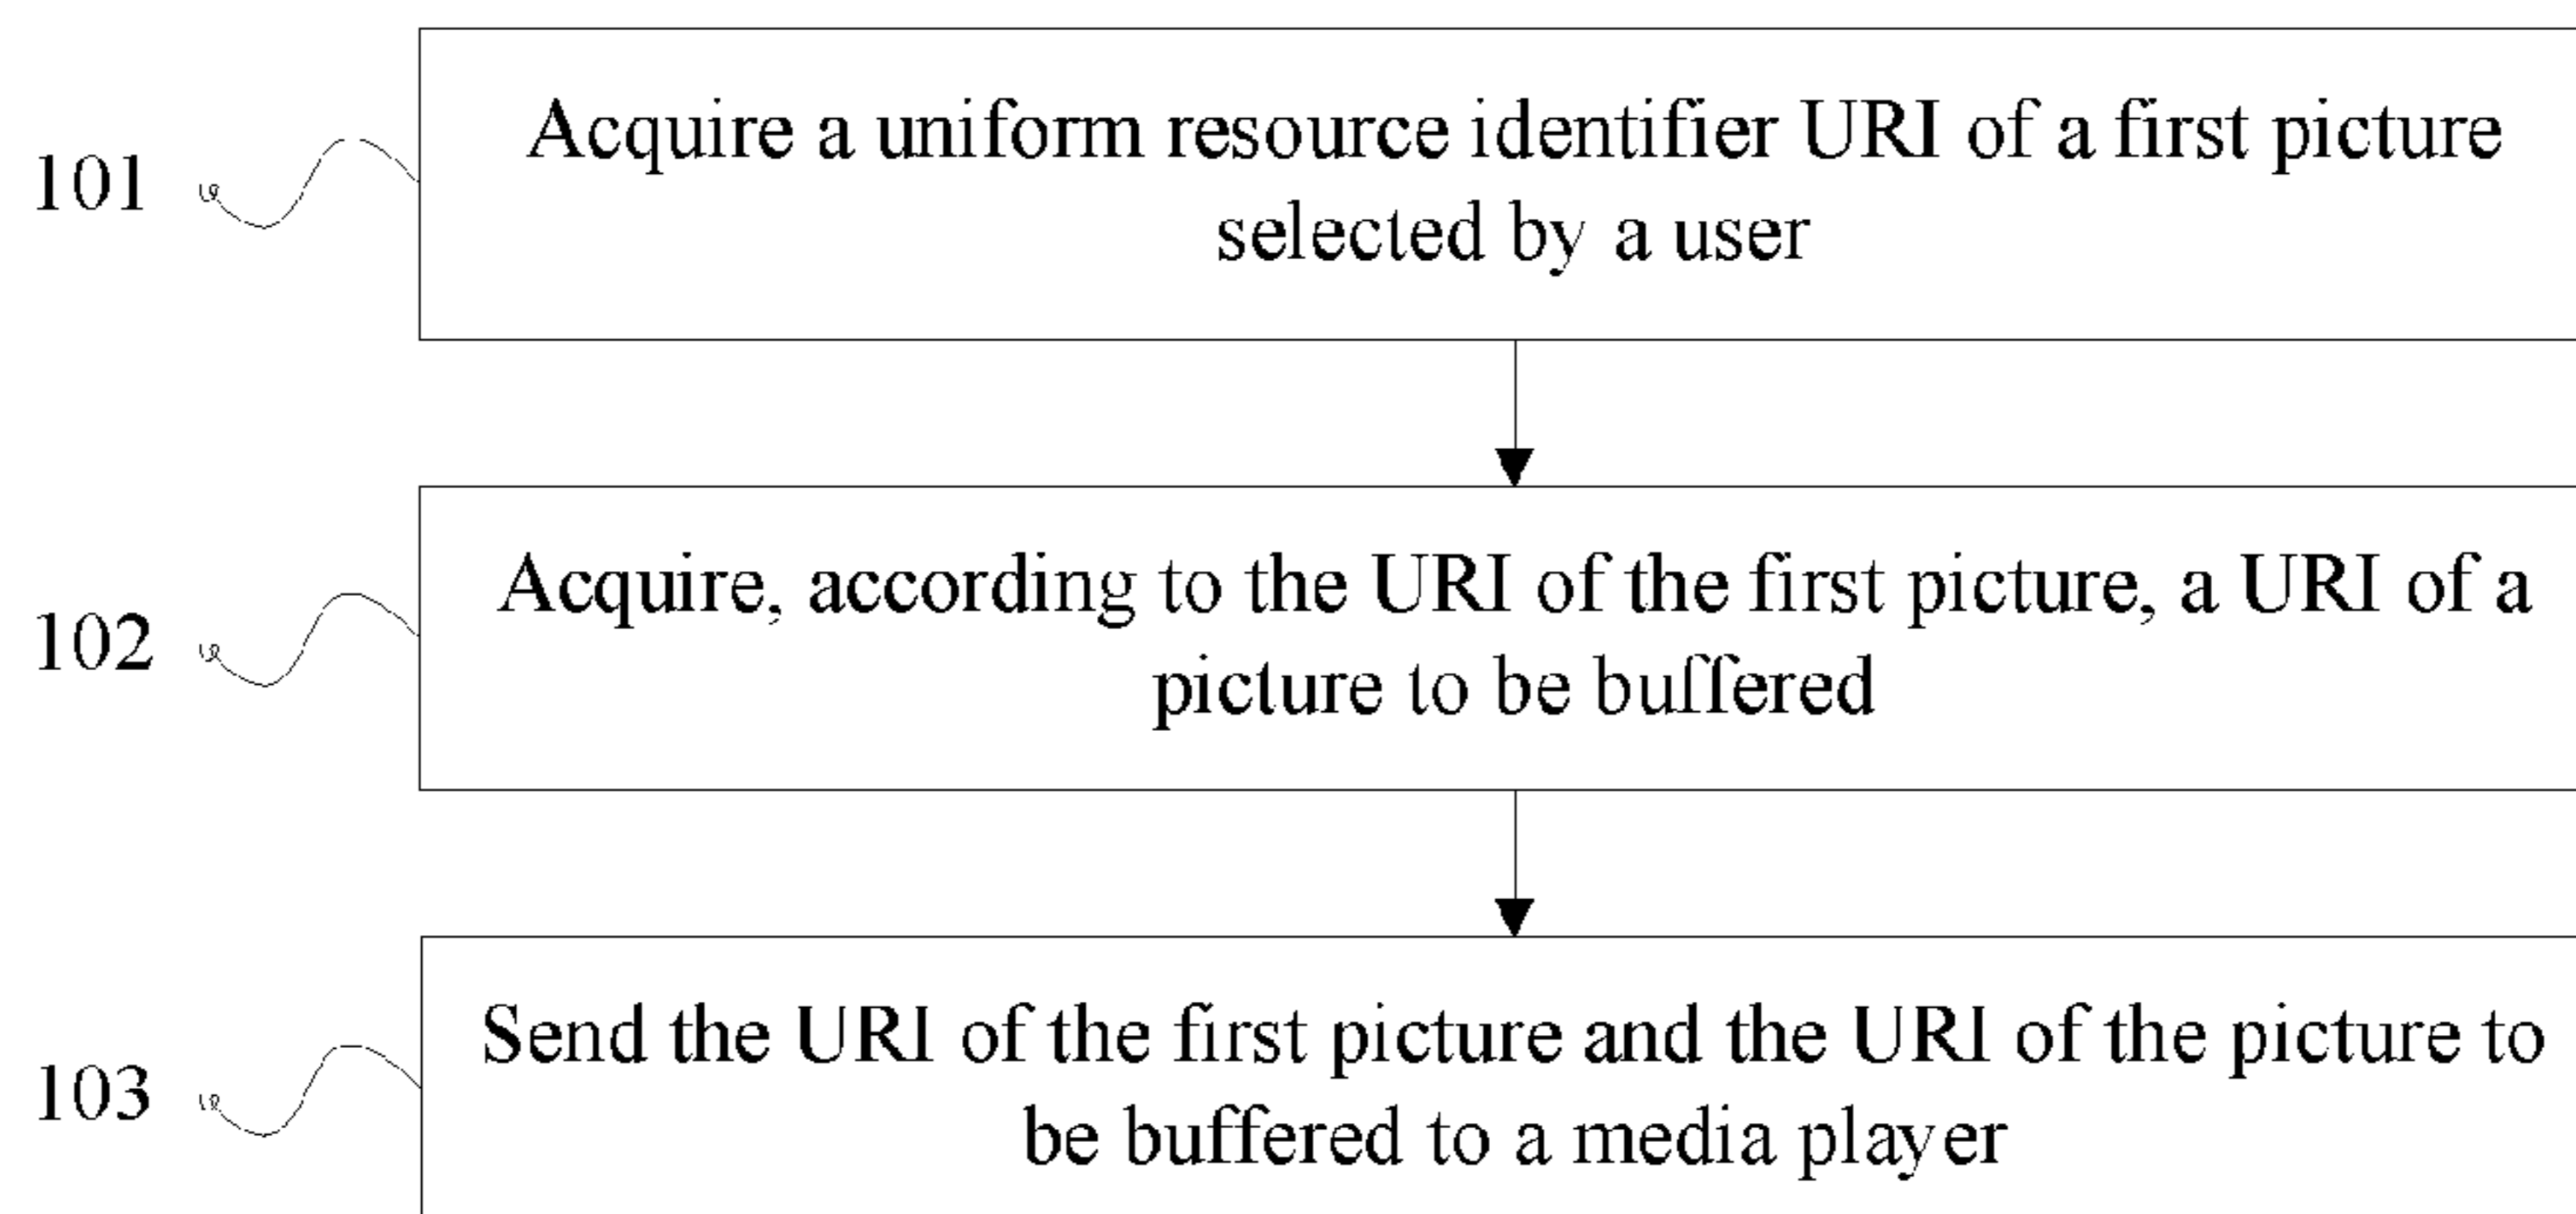 101
Acquire a uniform resource identifier URI of a first picture
selected by a user
102
Acquire, according to the URI of the first picture, a URI of a
picture to be buffered
103
Send the URI of the first picture and the URI of the picture to
be buffered to a media player